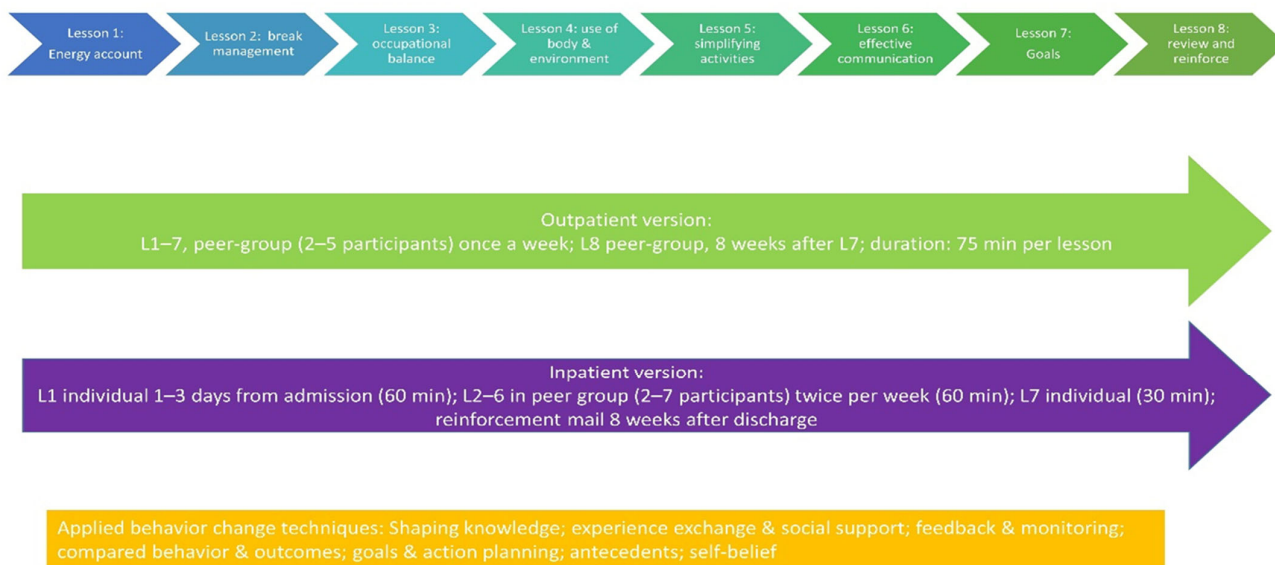 Lesson 1:
Energy account
Lesson 2: break
management
Lesson 3:
occupational
balance
Lesson 4: use of
body &
environment
Lesson 5:
simplifying
activities
Lesson 6:
effective
communication
Lesson 7:
Goals
Lesson 8:
review and
reinforce
Outpatient version:
L1–7, peer-group (2–5 participants) once a week; L8 peer-group, 8 weeks after L7; duration: 75 min per lesson
Inpatient version:
L1 individual 1–3 days from admission (60 min); L2–6 in peer group (2–7 participants) twice per week (60 min); L7 individual (30 min);
reinforcement mail 8 weeks after discharge
Applied behavior change techniques: Shaping knowledge; experience exchange & social support; feedback & monitoring;
compared behavior & outcomes; goals & action planning; antecedents; self-belief